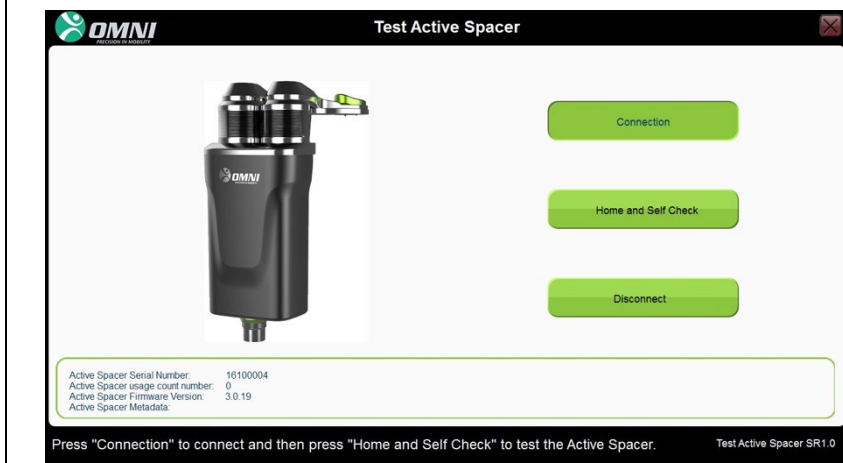 OMNI
PRECISION IN MOBILITY
Test Active Spacer
OMNI
Connection
Home and Self Check
Disconnect
Active Spacer Serial Number: 16100004
Active Spacer usage count number: 0
Active Spacer Firmware Version: 3.0.19
Active Spacer Metadata:
Press "Connection" to connect and then press "Home and Self Check" to test the Active Spacer.
Test Active Spacer SR1.0